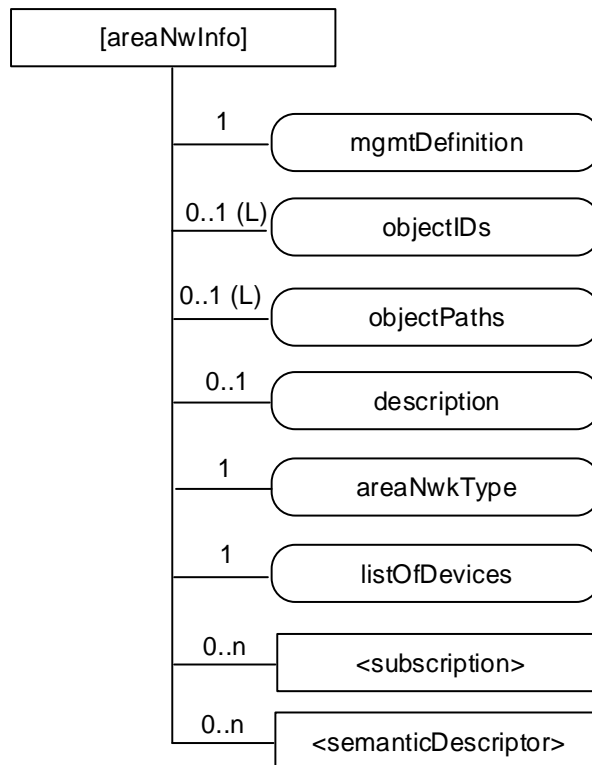 [areaNwInfo]
1
mgmtDefinition
0..1 (L)
objectIDs
0..1 (L)
objectPaths
0..1
description
1
areaNwkType
1
listOfDevices
0..n
<subscription>
0..n
<semanticDescriptor>